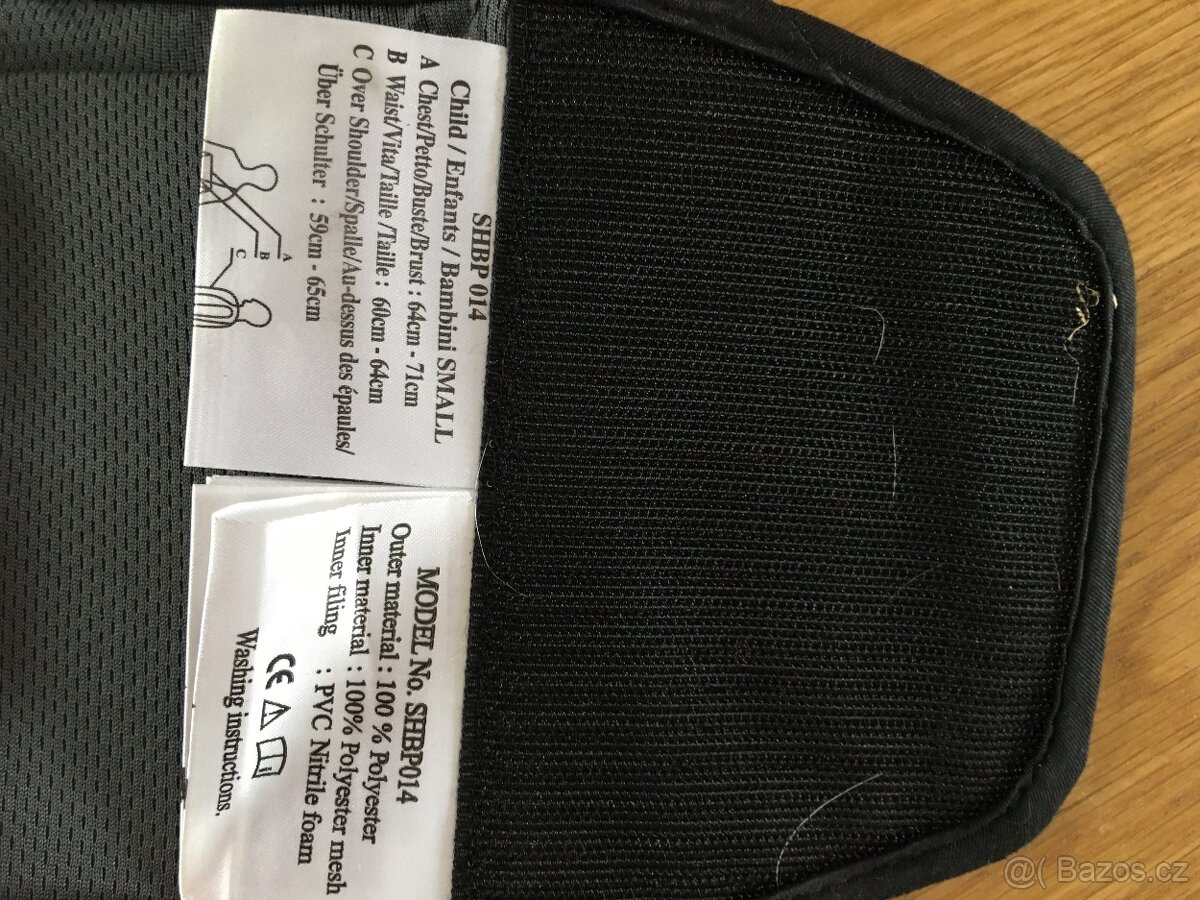 SHBP 014
Child / Enfants / Bambini SMALL
A Chest/Petto/Buste/Brust : 64cm - 71cm
B Waist/Vita/Taille /Taille : 60cm - 64cm
C Over Shoulder/Spalle/Au-dessus des épaules/
Über Schulter : 59cm - 65cm
A
B
C
MODEL No. SHBP014
Outer material : 100 % Polyester
Inner material : 100% Polyester mesh
Inner filing : PVC Nitrile foam
CE
Washing instructions.
@( Bazos.cz